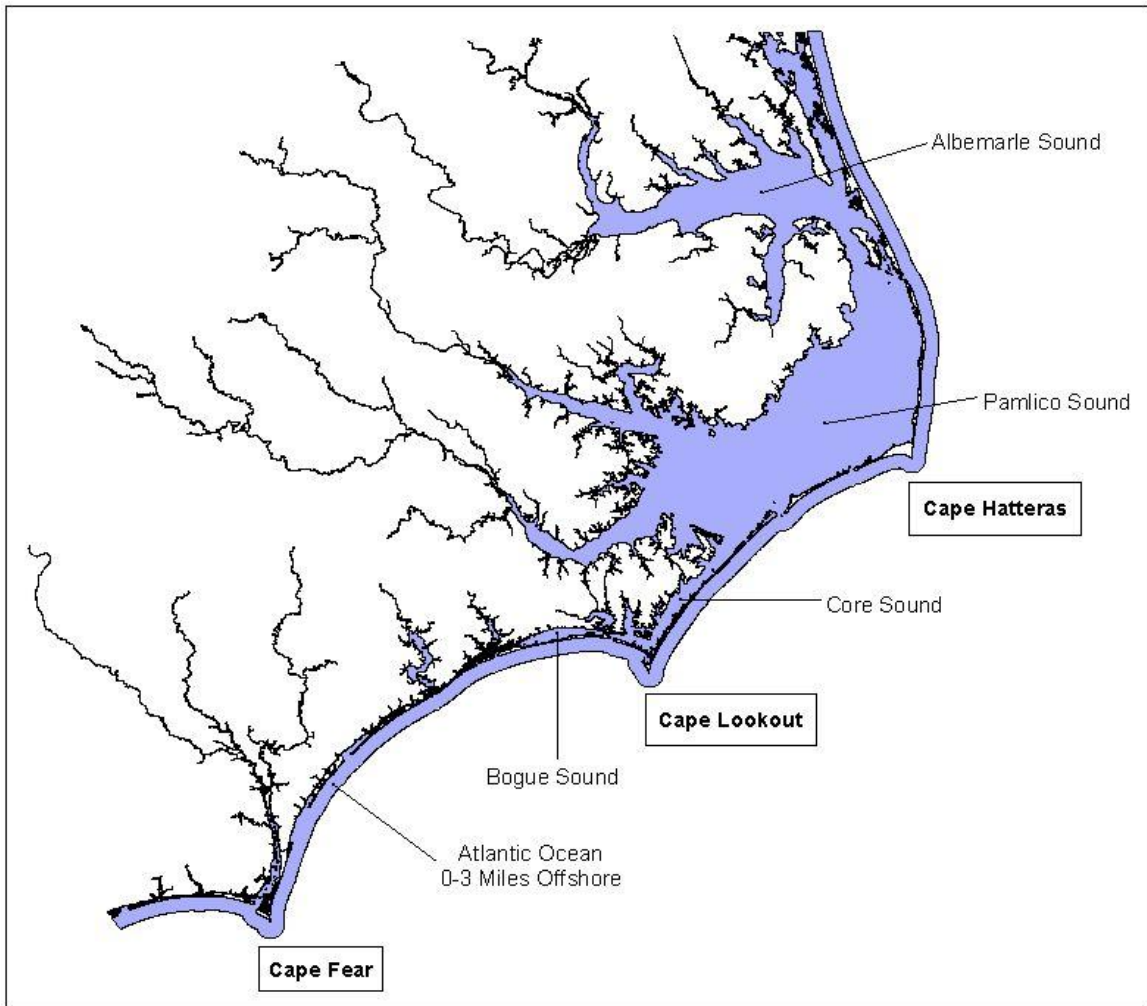 Albemarle Sound
Pamlico Sound
Cape Hatteras
Core Sound
Cape Lookout
Bogue Sound
Atlantic Ocean
0-3 Miles Offshore
Cape Fear